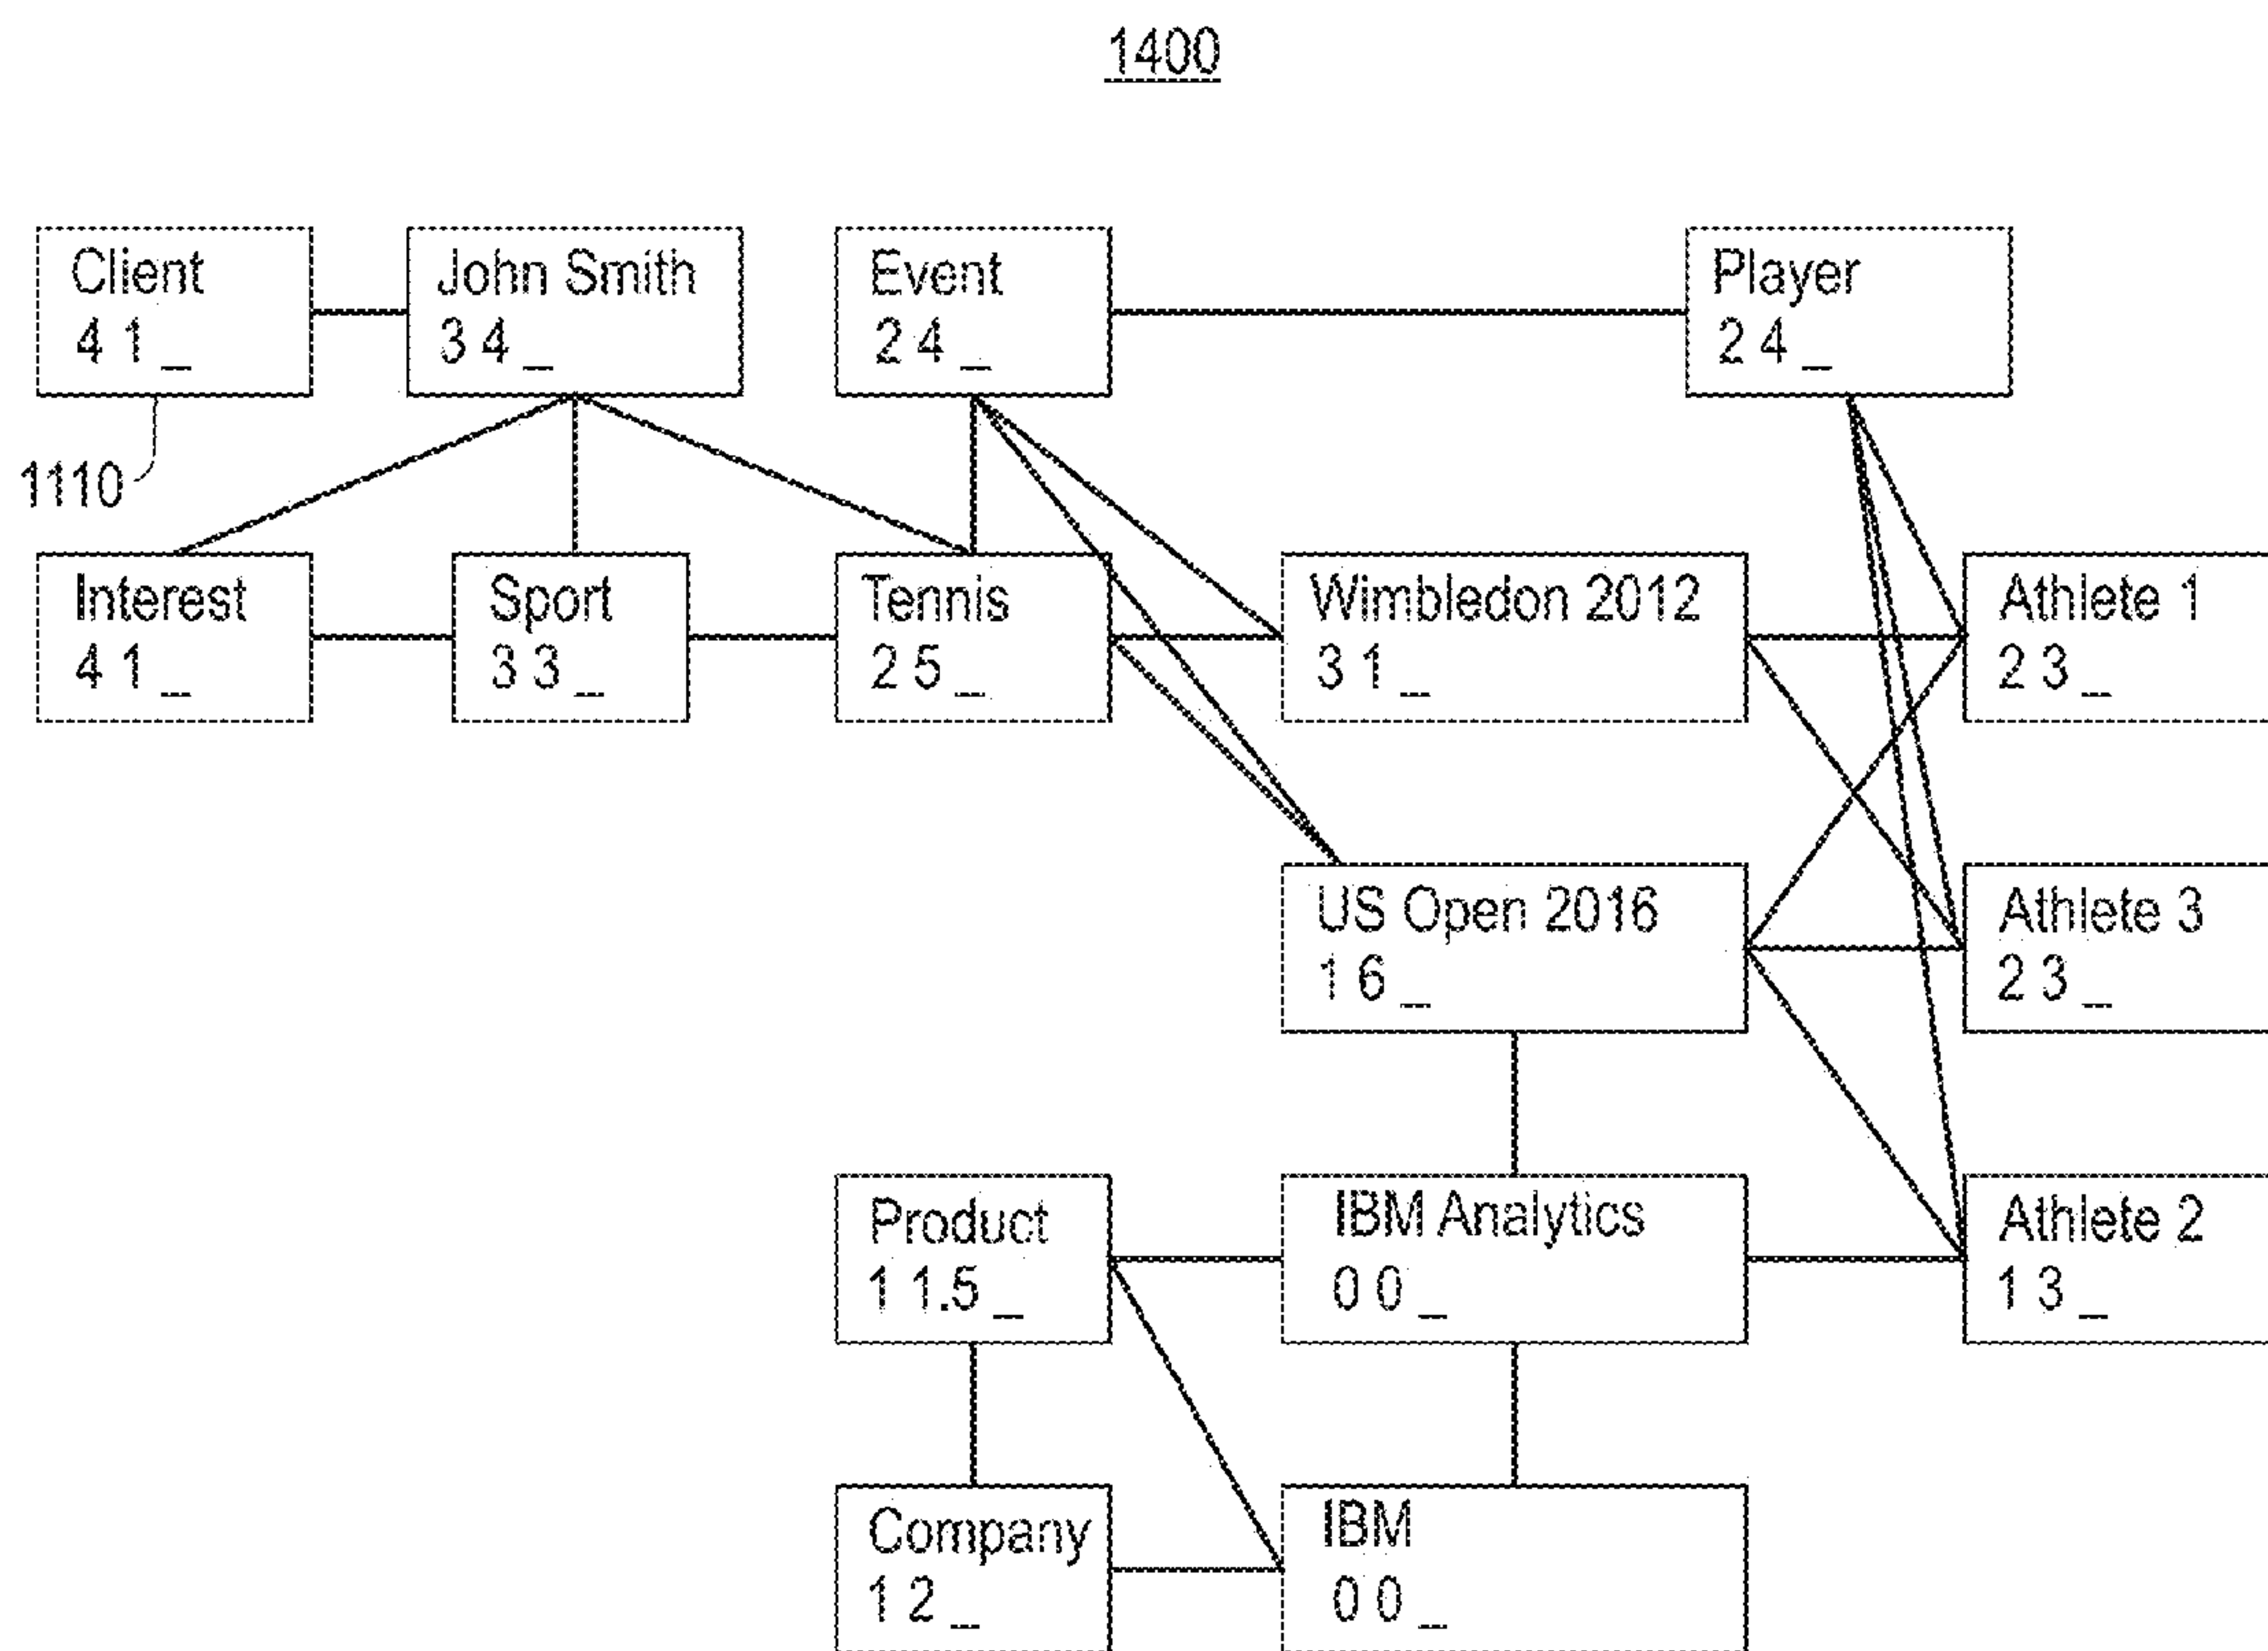 1400
Client
4 1 _
John Smith
3 4 _
Event
2 4 _
Player
2 4 _
1110
Interest
4 1 _
Sport
3 3 _
Tennis
2 5 _
Wimbledon 2012
3 1 _
Athlete 1
2 3 _
US Open 2016
1 6 _
Athlete 3
2 3 _
Product
1 1.5 _
IBM Analytics
0 0 _
Athlete 2
1 3 _
Company
1 2 _
IBM
0 0 _